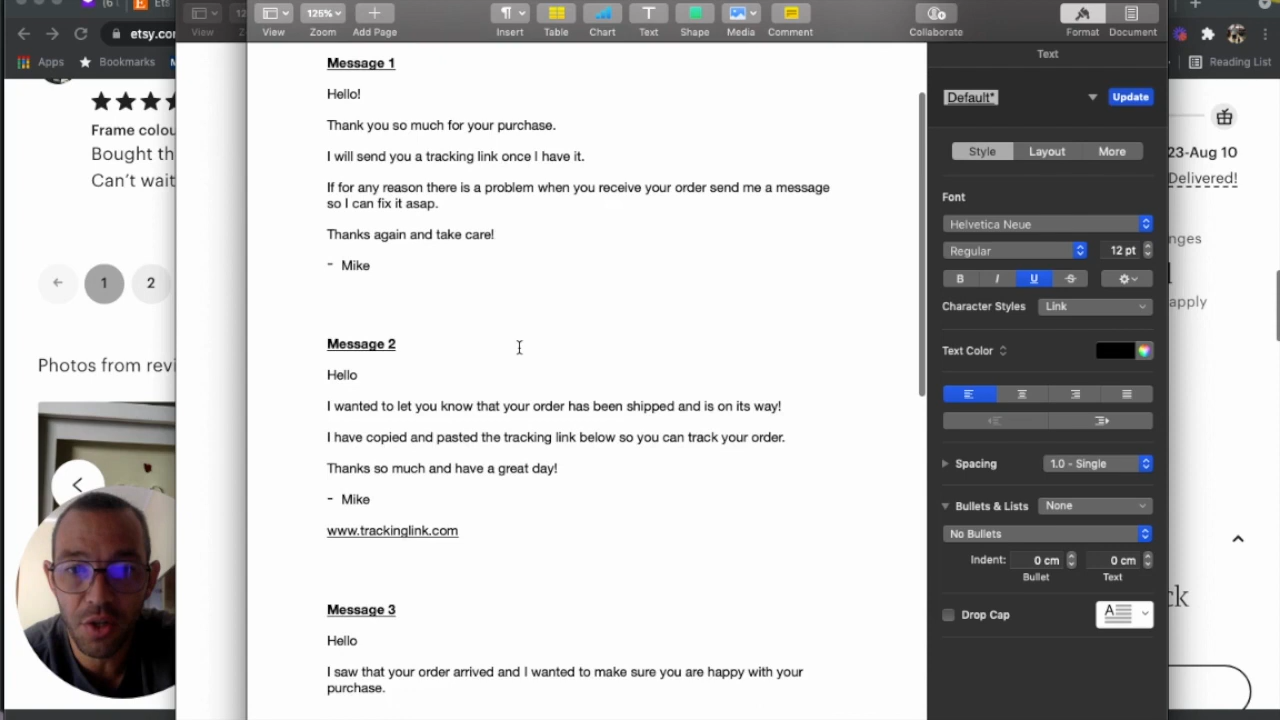 View
12
View
125%
Zoom
Add Page
Insert
Table
Chart
Text
Shape
Media
Comment
Collaborate
Format
Document
etsy.co
Apps
Bookmarks
Reading List
Frame colou
Bought th
Can't wait
1
2
Photos from revi
Message 1
Hello!
Thank you so much for your purchase.
I will send you a tracking link once I have it.
If for any reason there is a problem when you receive your order send me a message
so I can fix it asap.
Thanks again and take care!
- Mike
Message 2
Hello
I wanted to let you know that your order has been shipped and is on its way!
I have copied and pasted the tracking link below so you can track your order.
Thanks so much and have a great day!
- Mike
www.trackinglink.com
Message 3
Hello
I saw that your order arrived and I wanted to make sure you are happy with your
purchase.
Text
Default*
Update
Style
Layout
More
Font
Helvetica Neue
Regular
12 pt
B I U S
Character Styles
Link
Text Color
Spacing
1.0 - Single
Bullets & Lists
None
No Bullets
Indent:
0 cm
0 cm
Bullet
Text
Drop Cap
A
23-Aug 10
Delivered!
nges
apply
ck